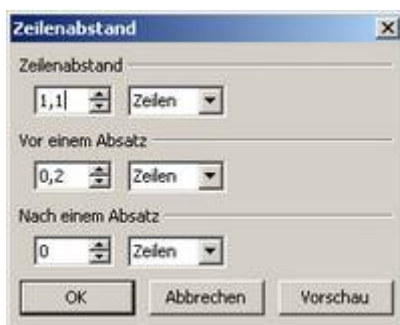 Zeilenabstand
Zeilenabstand
1,1 Zeilen
Vor einem Absatz
0,2 Zeilen
Nach einem Absatz
0 Zeilen
OK Abbrechen Vorschau